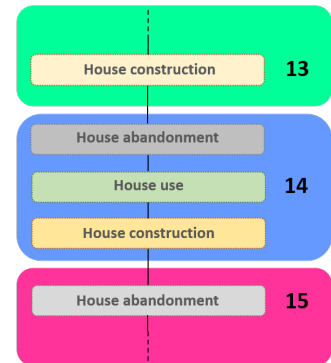 House construction 13
House abandonment
House use 14
House construction
House abandonment 15